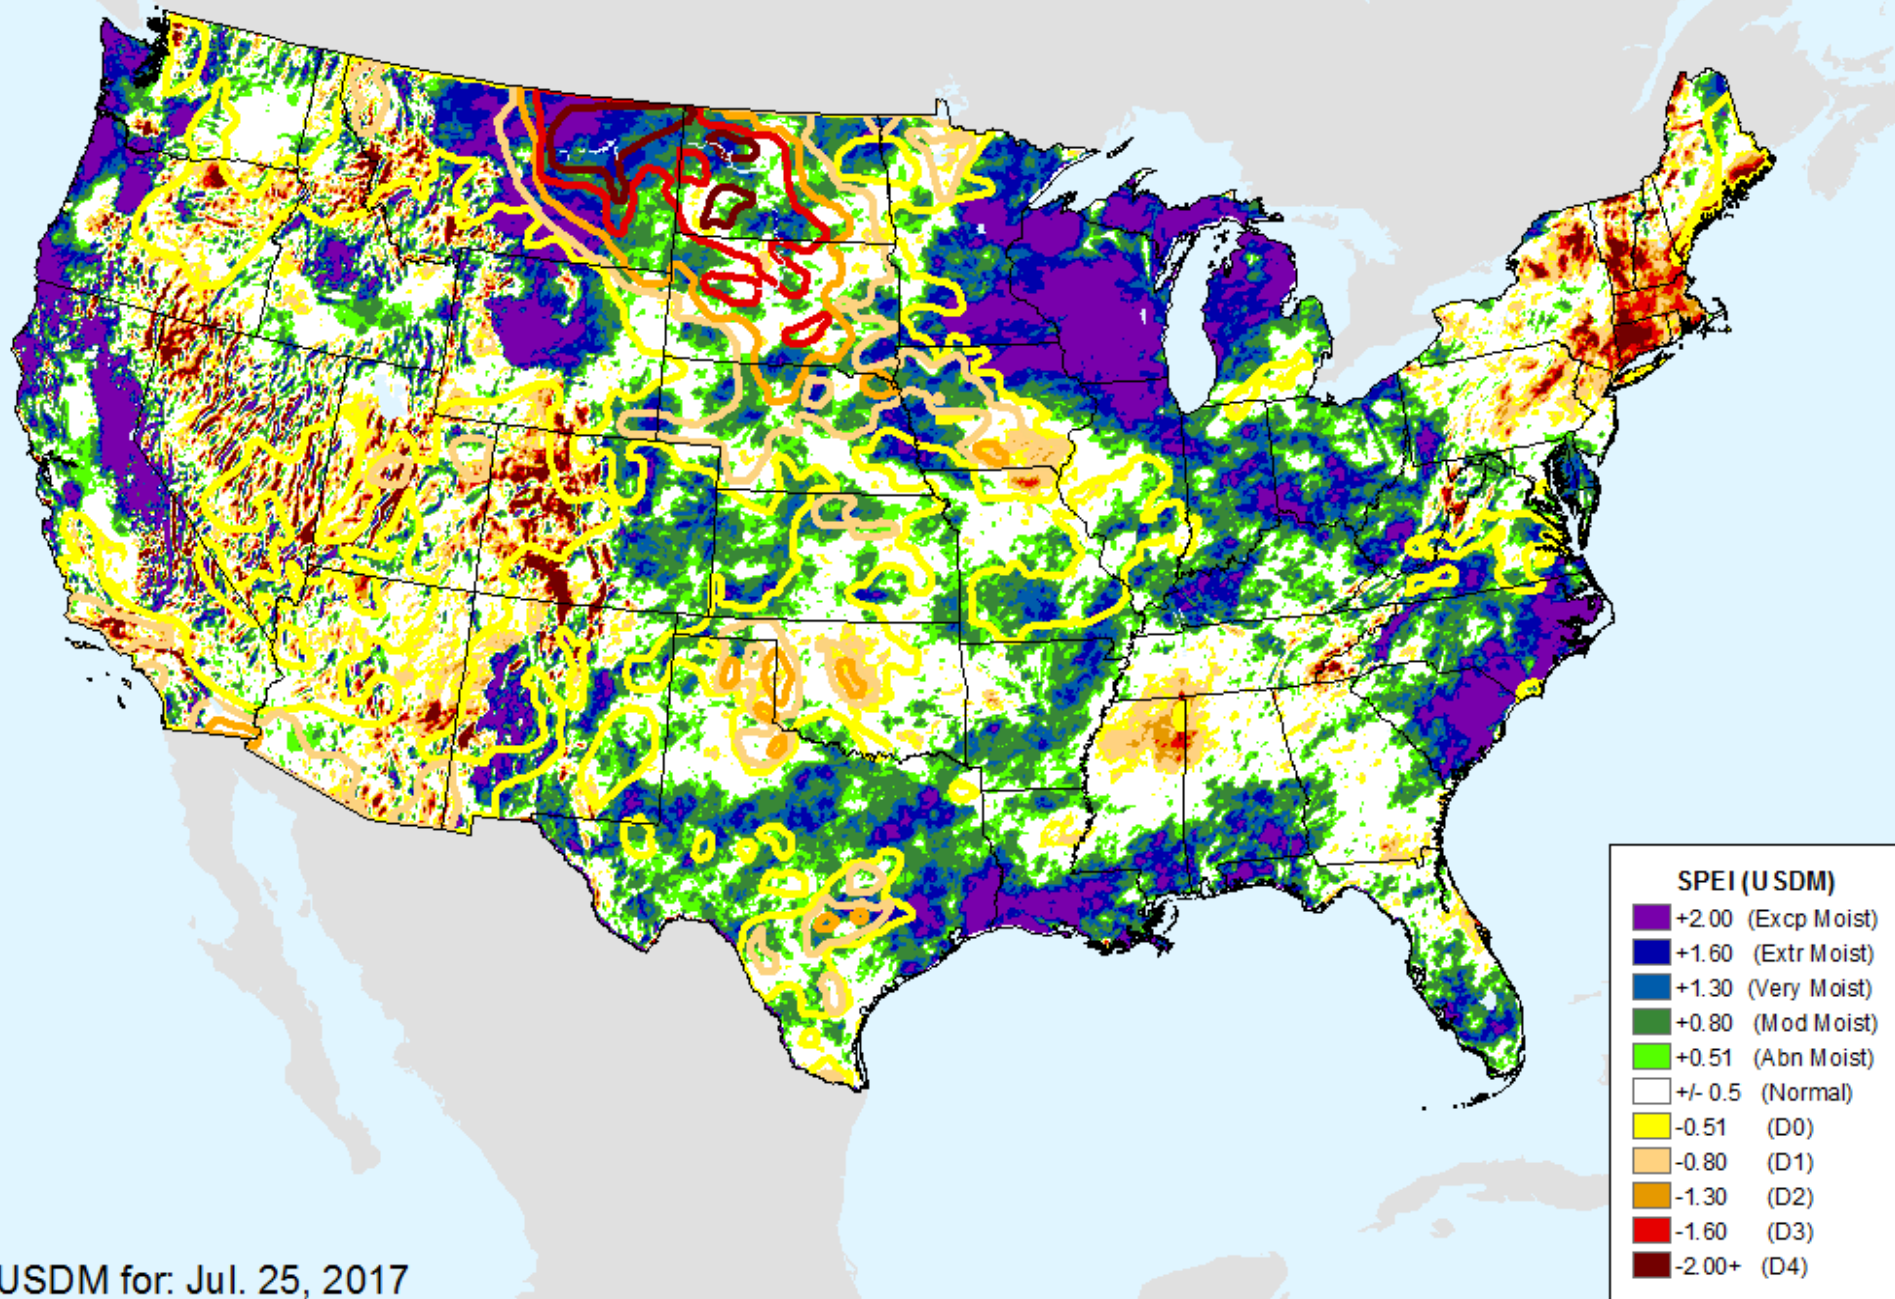 SPEI (USDM)
+2.00 (Excp Moist)
+1.60 (Extr Moist)
+1.30 (Very Moist)
+0.80 (Mod Moist)
+0.51 (Abn Moist)
+/- 0.5 (Normal)
-0.51 (D0)
-0.80 (D1)
-1.30 (D2)
-1.60 (D3)
-2.00+ (D4)
USDM for: Jul. 25, 2017